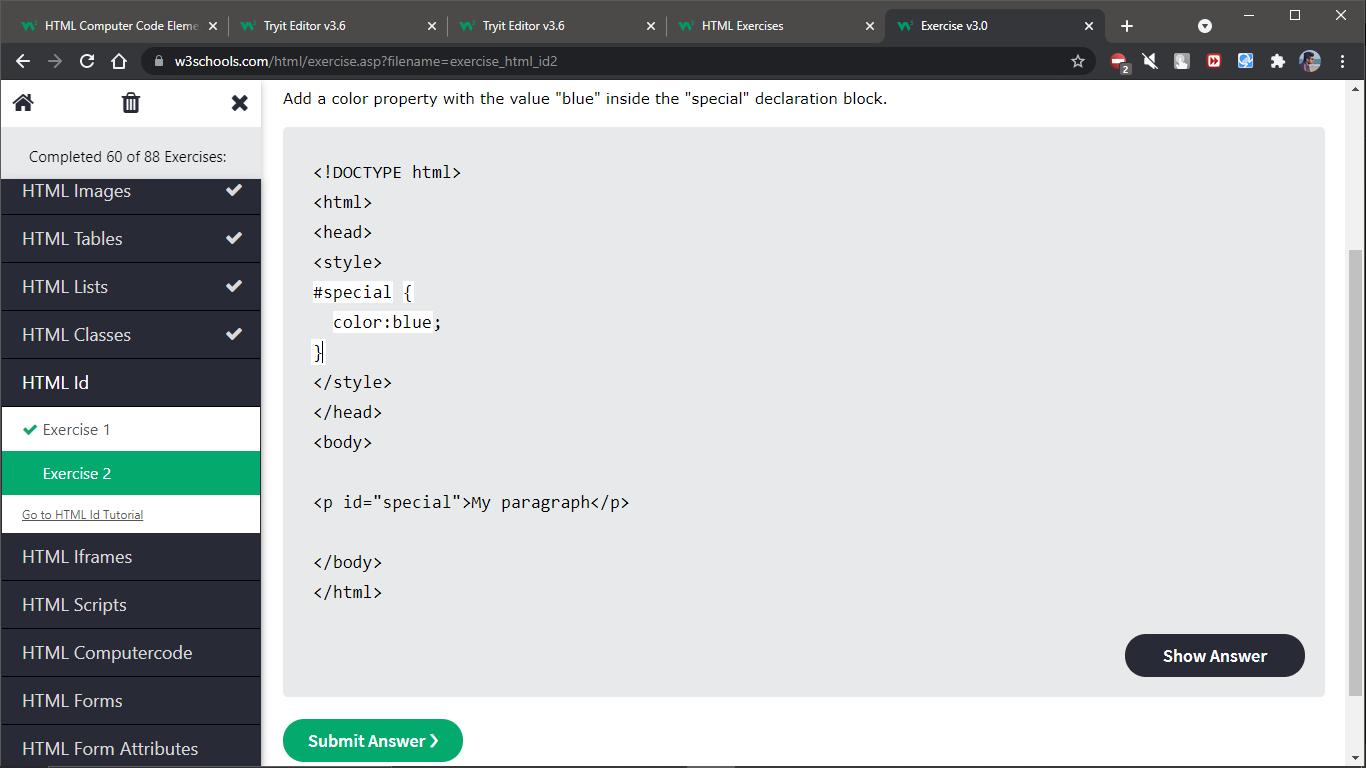 HTML Computer Code Eleme
Tryit Editor v3.6
Tryit Editor v3.6
HTML Exercises
Exercise v3.0
w3schools.com/html/exercise.asp?filename=exercise_html_id2
2
Completed 60 of 88 Exercises:
HTML Images
HTML Tables
HTML Lists
HTML Classes
HTML Id
Exercise 1
Exercise 2
Go to HTML Id Tutorial
HTML Iframes
HTML Scripts
HTML Computercode
HTML Forms
HTML Form Attributes
Add a color property with the value "blue" inside the "special" declaration block.
<!DOCTYPE html>
<html>
<head>
<style>
#special {
color:blue;
}
</style>
</head>
<body>
<p id="special">My paragraph</p>
</body>
</html>
Show Answer
Submit Answer ❯